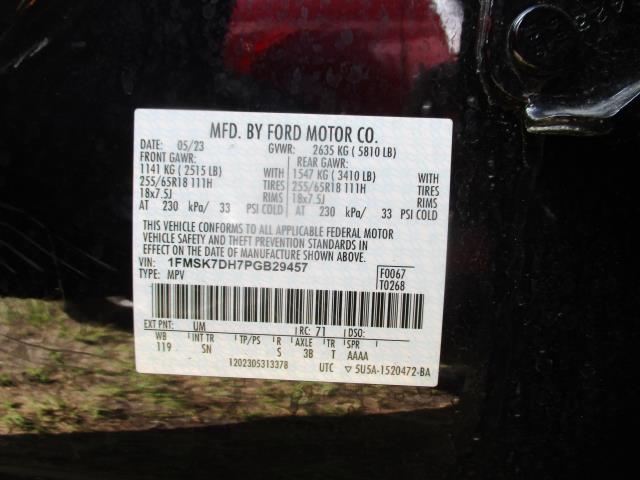 MFD. BY FORD MOTOR CO.
DATE: 05/23 GVWR: 2635 KG ( 5810 LB)
FRONT GAWR: REAR GAWR:
1141 KG ( 2515 LB) WITH 1547 KG ( 3410 LB) WITH
255/65R18 111H TIRES 255/65R18 111H TIRES
18x7.5J RIMS 18x7.5J RIMS
AT 230 kPa/ 33 PSI COLD AT 230 kPa/ 33 PSI COLD
THIS VEHICLE CONFORMS TO ALL APPLICABLE FEDERAL MOTOR
VEHICLE SAFETY AND THEFT PREVENTION STANDARDS IN
EFFECT ON THE DATE OF MANUFACTURE SHOWN ABOVE.
VIN: 1FMSK7DH7PGB29457 F0067
TYPE: MPV T0268
EXT PNT: UM RC: 71 DSO:
WB INT TR TP/PS R AXLE TR SPR
119 SN S 3B T AAAA
1202305313378 UTC ▽ 5U5A-1520472-BA